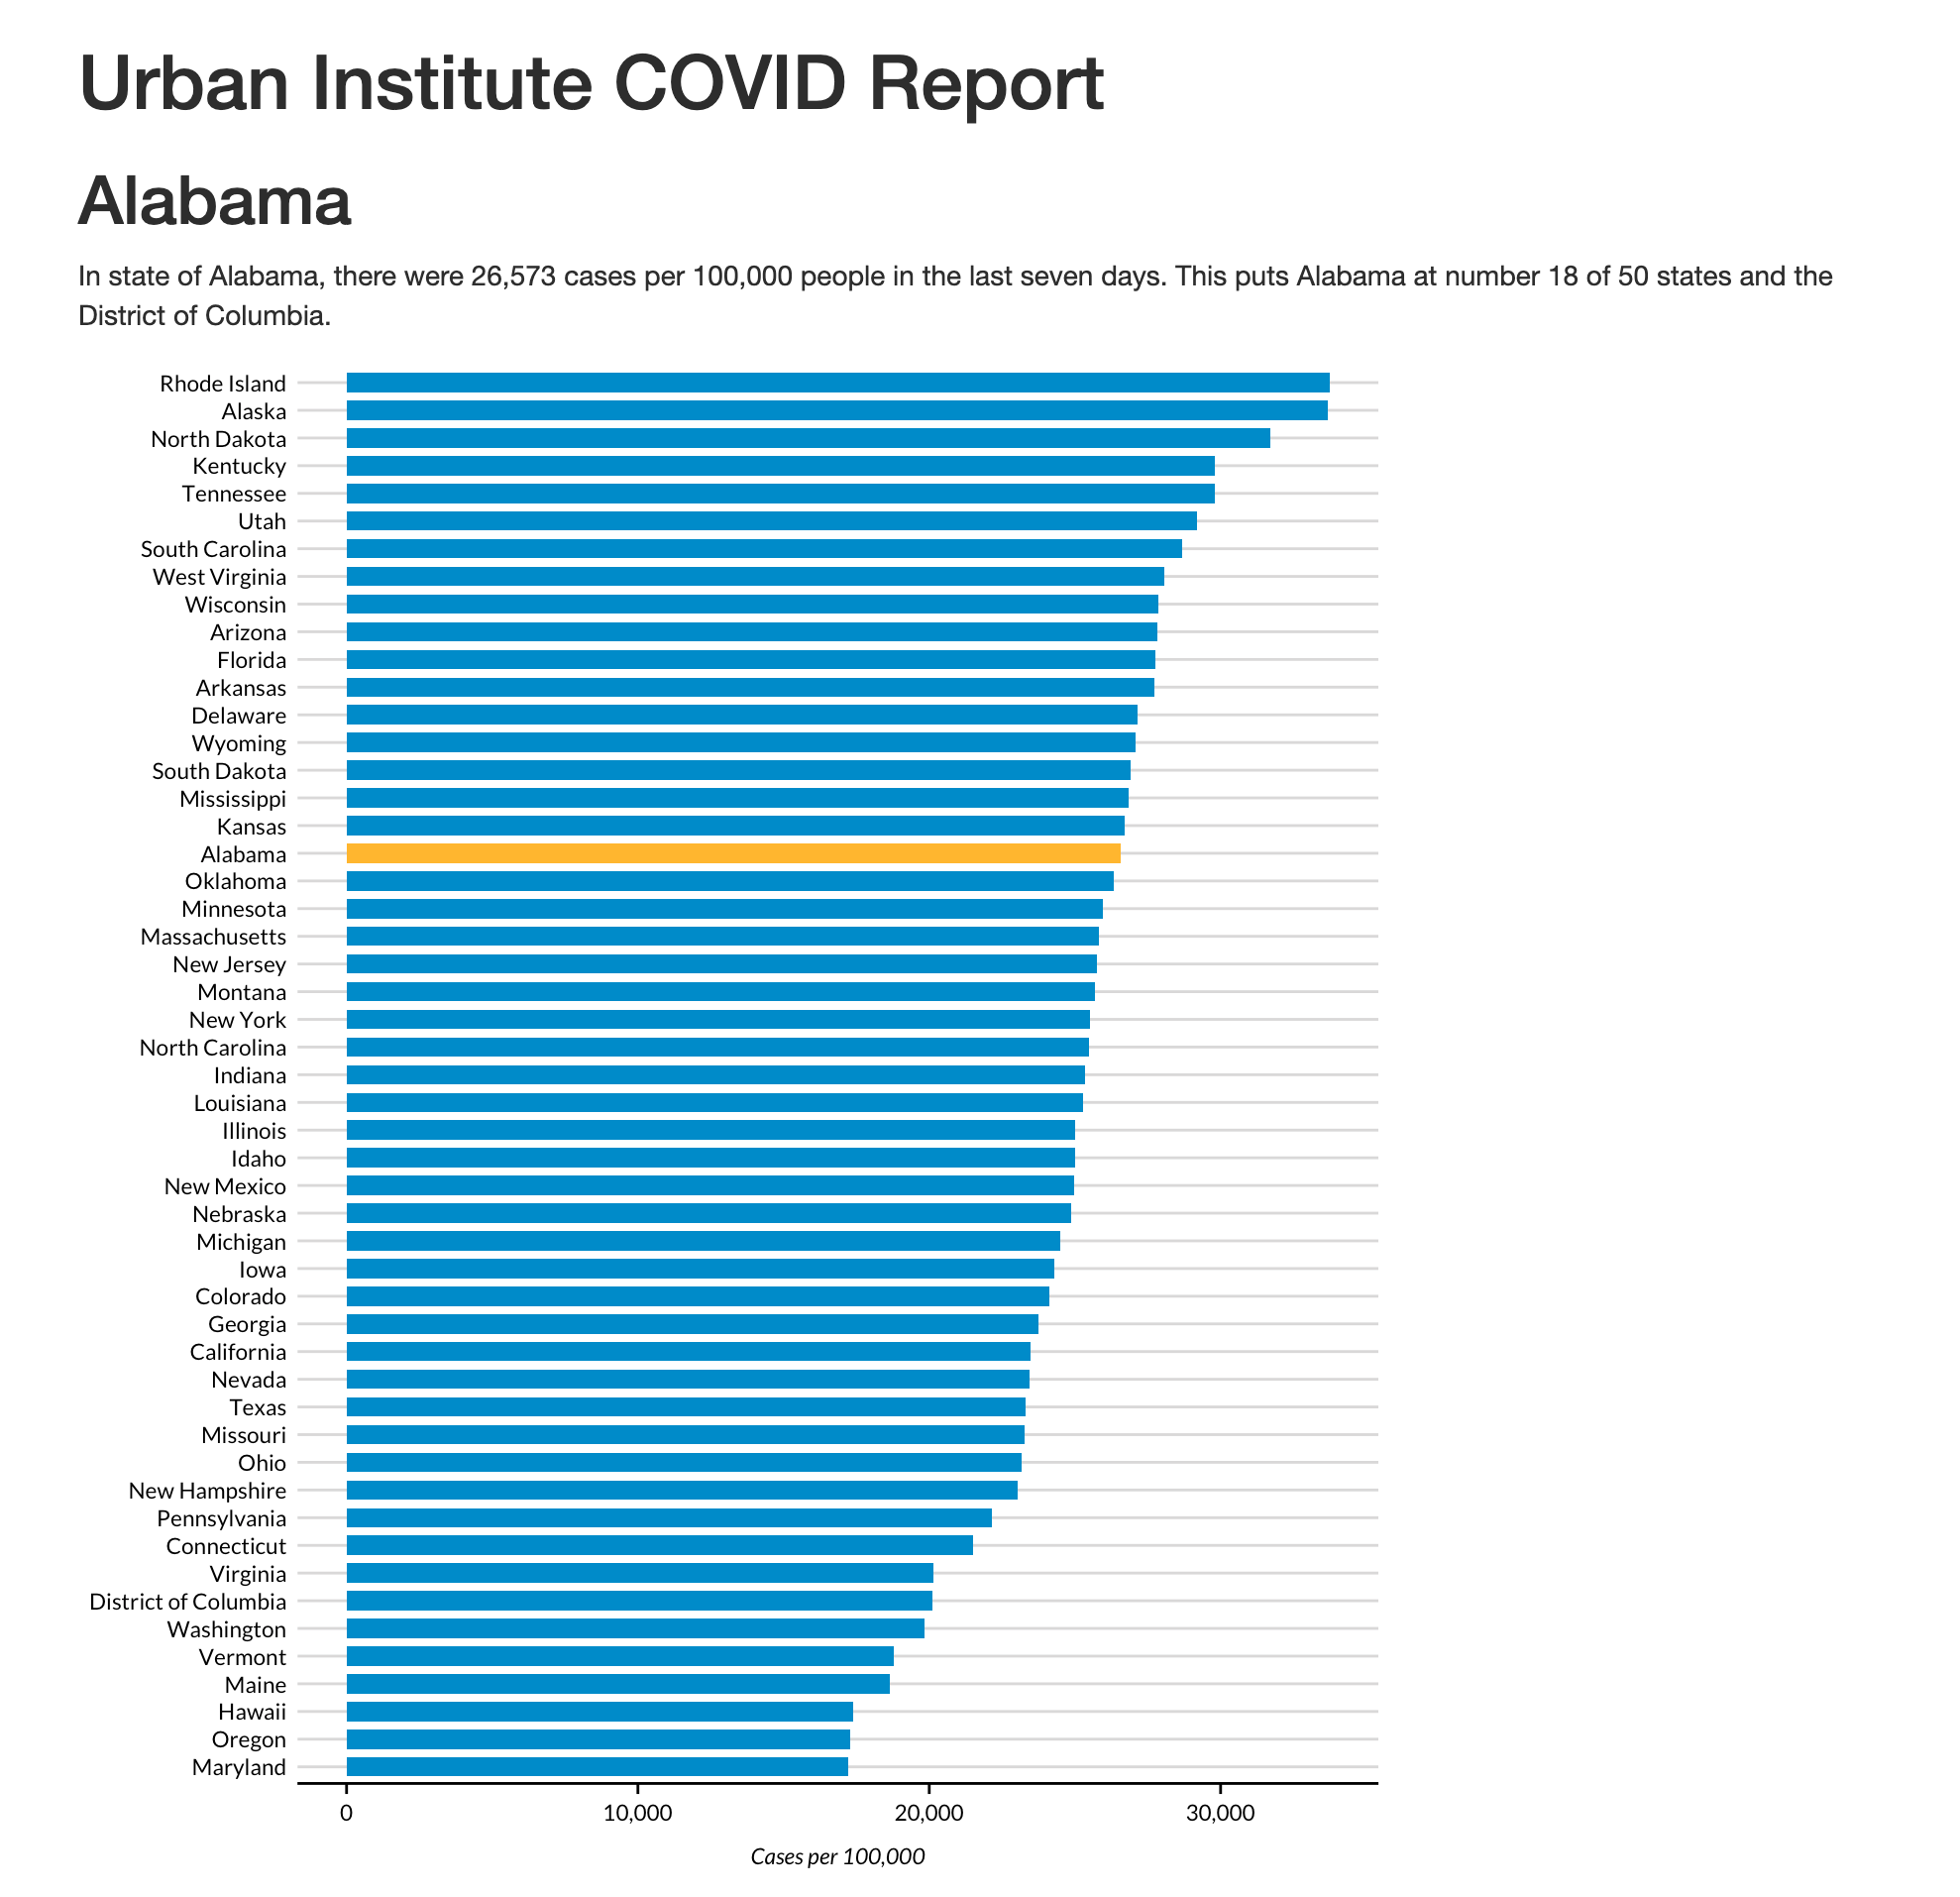 Urban Institute COVID Report
Alabama
In state of Alabama, there were 26,573 cases per 100,000 people in the last seven days. This puts Alabama at number 18 of 50 states and the
District of Columbia.
Rhode Island
Alaska
North Dakota
Kentucky
Tennessee
Utah
South Carolina
West Virginia
Wisconsin
Arizona
Florida
Arkansas
Delaware
Wyoming
South Dakota
Mississippi
Kansas
Alabama
Oklahoma
Minnesota
Massachusetts
New Jersey
Montana
New York
North Carolina
Indiana
Louisiana
Illinois
Idaho
New Mexico
Nebraska
Michigan
Iowa
Colorado
Georgia
California
Nevada
Texas
Missouri
Ohio
New Hampshire
Pennsylvania
Connecticut
Virginia
District of Columbia
Washington
Vermont
Maine
Hawaii
Oregon
Maryland
0 10,000 20,000 30,000
Cases per 100,000